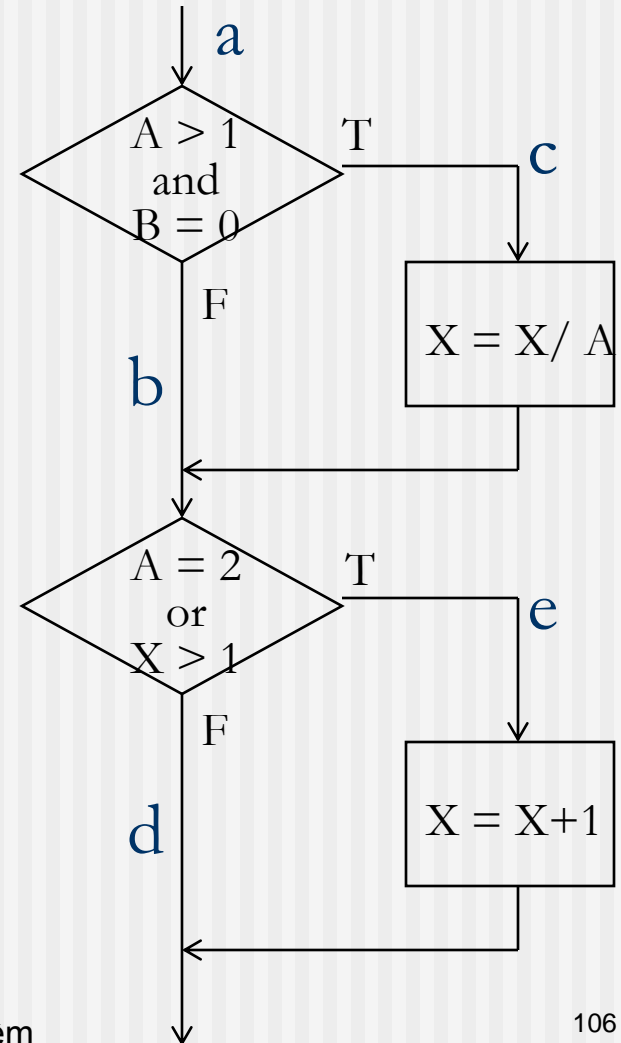 a
A > 1
and
B = 0
T
c
F
X = X/ A
b
A = 2
or
X > 1
T
e
F
X = X+1
d
106